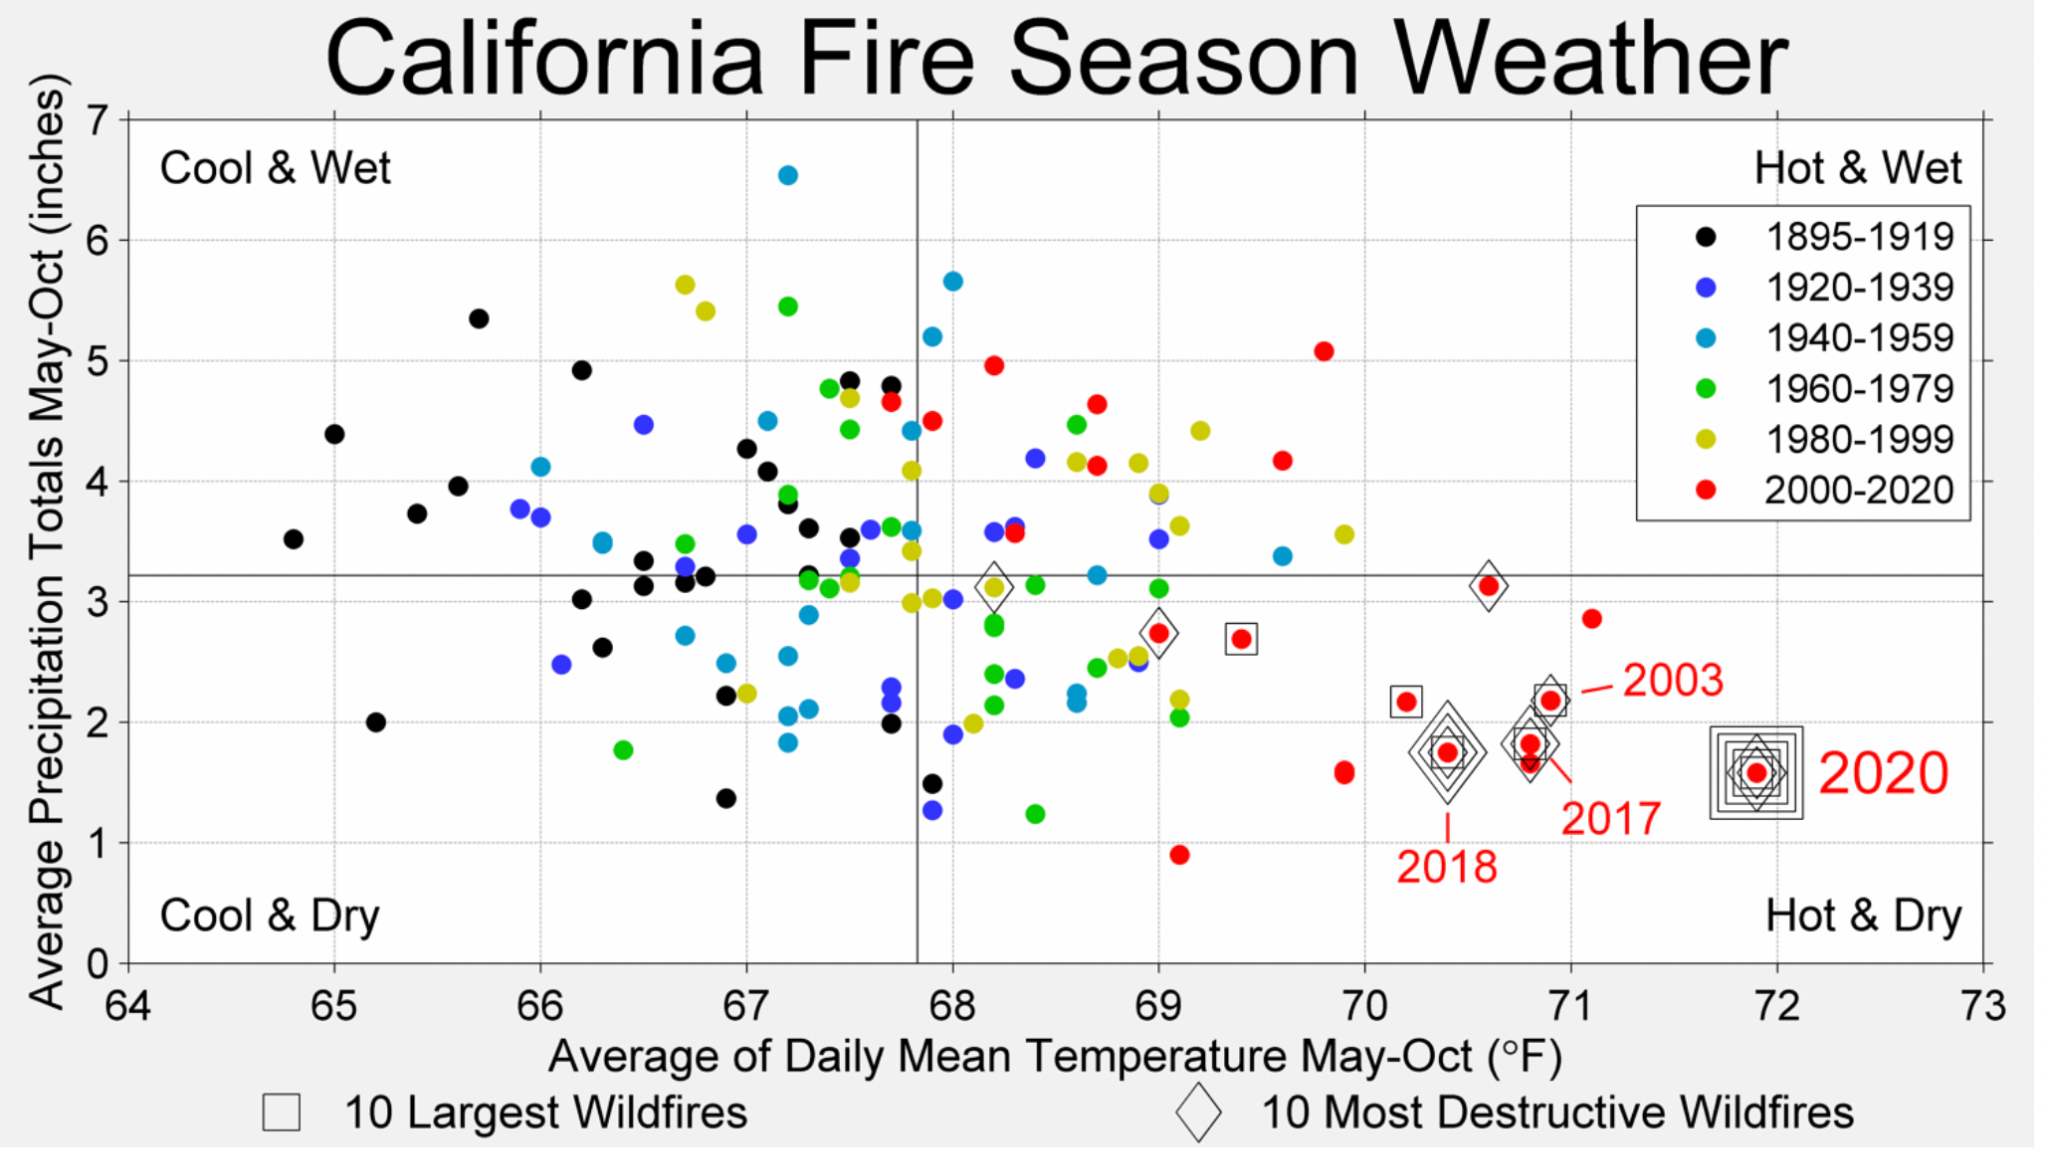 California Fire Season Weather
Average Precipitation Totals May-Oct (inches)
7
6
5
4
3
2
1
0
Cool & Wet
Hot & Wet
1895-1919
1920-1939
1940-1959
1960-1979
1980-1999
2000-2020
2003
2020
2017
2018
Cool & Dry
Hot & Dry
64 65 66 67 68 69 70 71 72 73
Average of Daily Mean Temperature May-Oct (°F)
10 Largest Wildfires
10 Most Destructive Wildfires